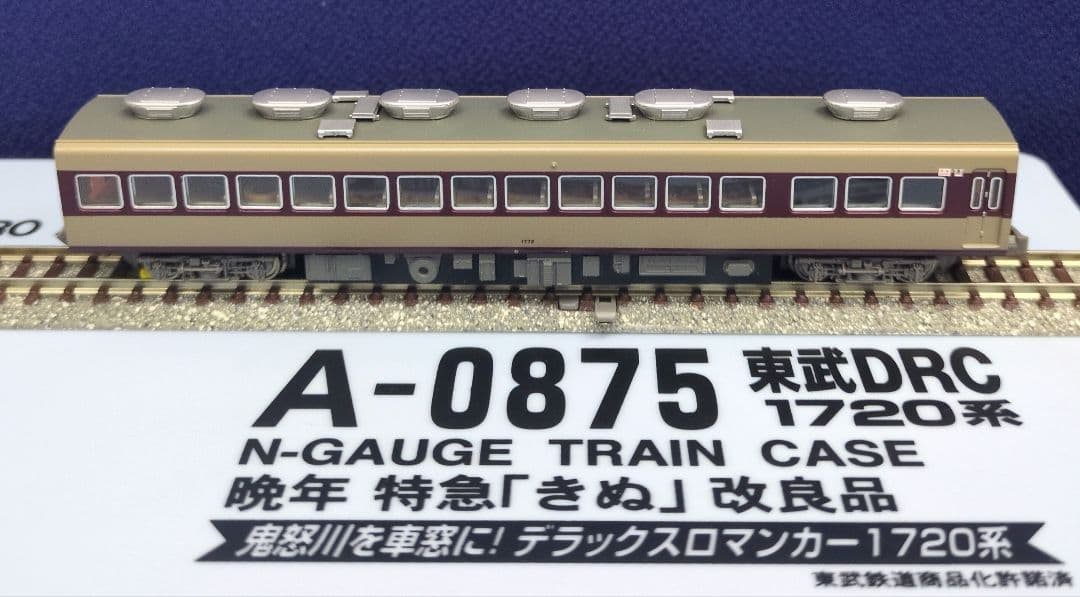 A-0875
東武DRC
1720系
N-GAUGE TRAIN CASE
晩年 特急「きぬ」改良品
鬼怒川を車窓に! デラックスロマンカー1720系
東武鉄道商品化許諾済